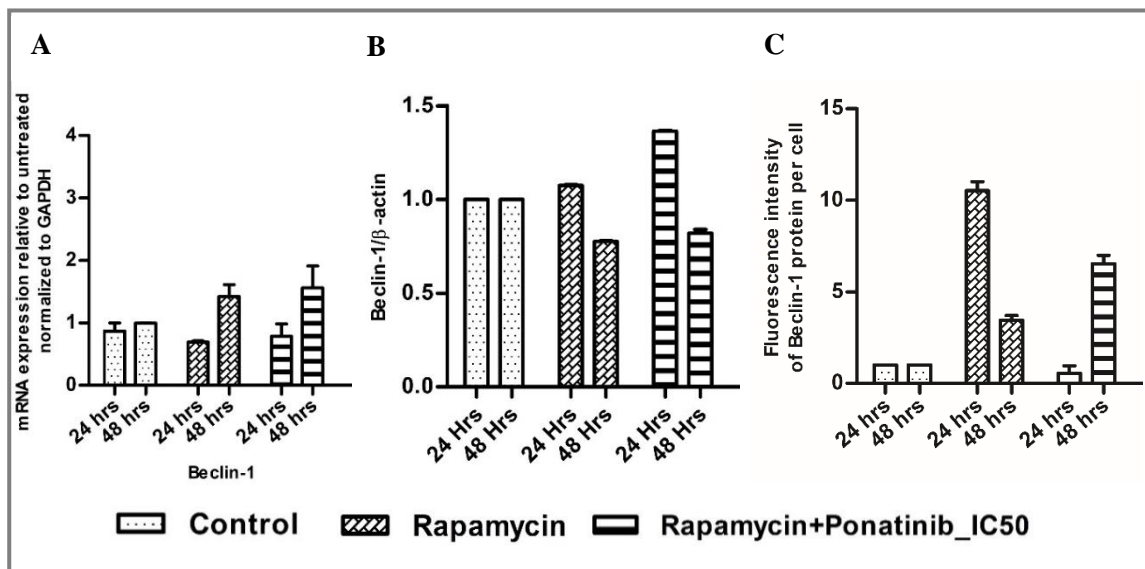 A
mRNA expression relative to untreated
normalized to GAPDH
4
3
2
1
0
24 hrs
48 hrs
24 hrs
48 hrs
24 hrs
48 hrs
Beclin-1
B
Beclin-1/β-actin
1.5
1.0
0.5
0.0
24 Hrs
48 Hrs
24 Hrs
48 Hrs
24 Hrs
48 Hrs
C
Fluorescence intensity
of Beclin-1 protein per cell
15
10
5
0
24 hrs
48 hrs
24 hrs
48 hrs
24 hrs
48 hrs
Control
Rapamycin
Rapamycin+Ponatinib_IC50